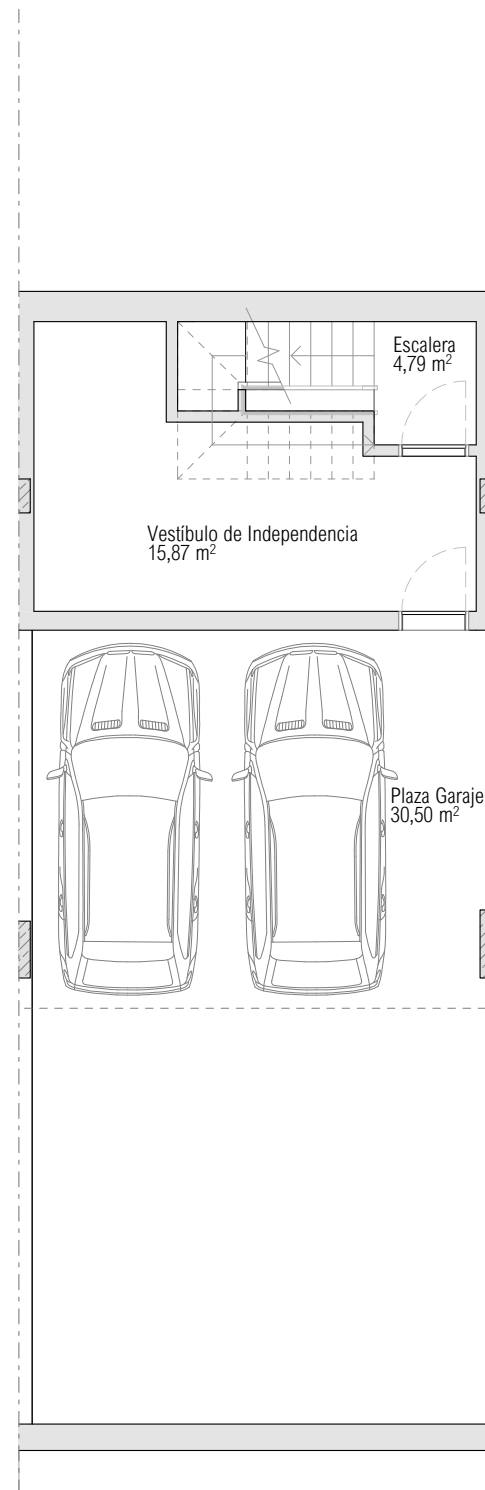 Escalera
4,79 m²
Vestíbulo de Independencia
15,87 m²
Plaza Garaje
30,50 m²